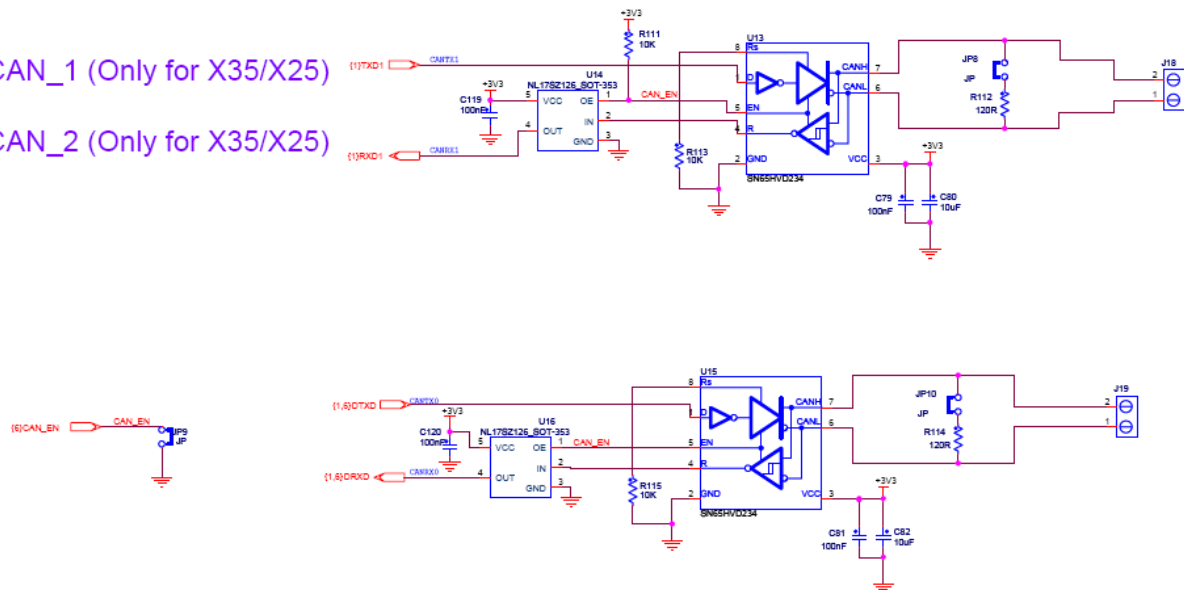 CAN_1 (Only for X35/X25)
CAN_2 (Only for X35/X25)
+3V3
R111
10K
{1}TXD1
CANTX1
U14
NL17SZ126_SOT-353
+3V3
C119
100nF
5 VCC
OE 1
CAN_EN
IN 2
4 OUT
GND 3
{1}RXD1
CANRX1
R113
10K
U13
8 Rs
1 D
5 EN
4 R
2 GND
CANH 7
CANL 6
VCC 3
SN65HVD234
+3V3
C79
100nF
C80
10uF
JP8
JP
R112
120R
J18
2
1
{6}CAN_EN
CAN_EN
JP9
JP
{1,6}DTXD
CANTX0
+3V3
C120
100nF
U16
NL17SZ126_SOT-353
5 VCC
OE 1
CAN_EN
IN 2
4 OUT
GND 3
{1,6}DRXD
CANRX0
R115
10K
U15
8 Rs
1 D
5 EN
4 R
2 GND
CANH 7
CANL 6
VCC 3
SN65HVD234
+3V3
C81
100nF
C82
10uF
JP10
JP
R114
120R
J19
2
1